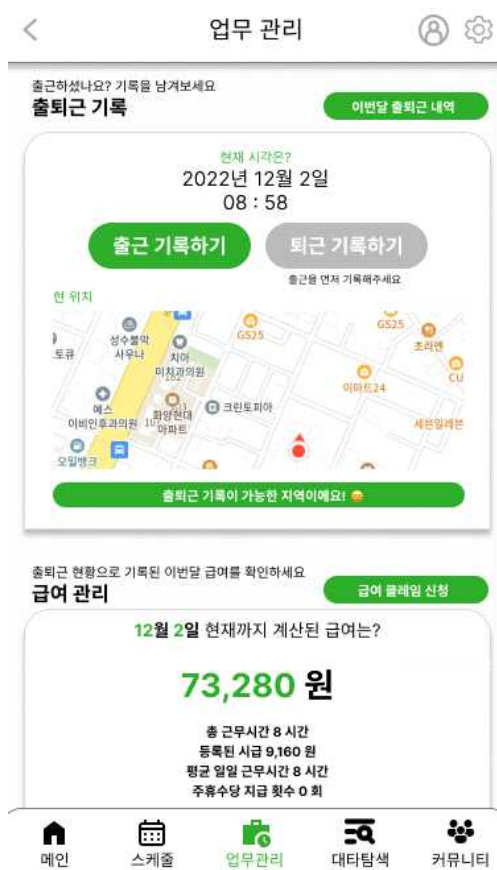 업무 관리
출근하셨나요? 기록을 남겨보세요
출퇴근 기록
이번달 출퇴근 내역
현재 시각은?
2022년 12월 2일
08 : 58
출근 기록하기
퇴근 기록하기
출근을 먼저 기록해주세요
현 위치
GS25
GS25
성수불막
사우나
토큐
치아
미치과의원
초라멘
CU
이마트24
예스
이비인후과의원
화양현대
아파트
크린토피아
세븐일레븐
오일뱅크
출퇴근 기록이 가능한 지역이에요!
출퇴근 현황으로 기록된 이번달 급여를 확인하세요
급여 관리
급여 클레임 신청
12월 2일 현재까지 계산된 급여는?
73,280 원
총 근무시간 8 시간
등록된 시급 9,160 원
평균 일일 근무시간 8 시간
주휴수당 지급 횟수 0 회
메인
스케줄
업무관리
대타탐색
커뮤니티